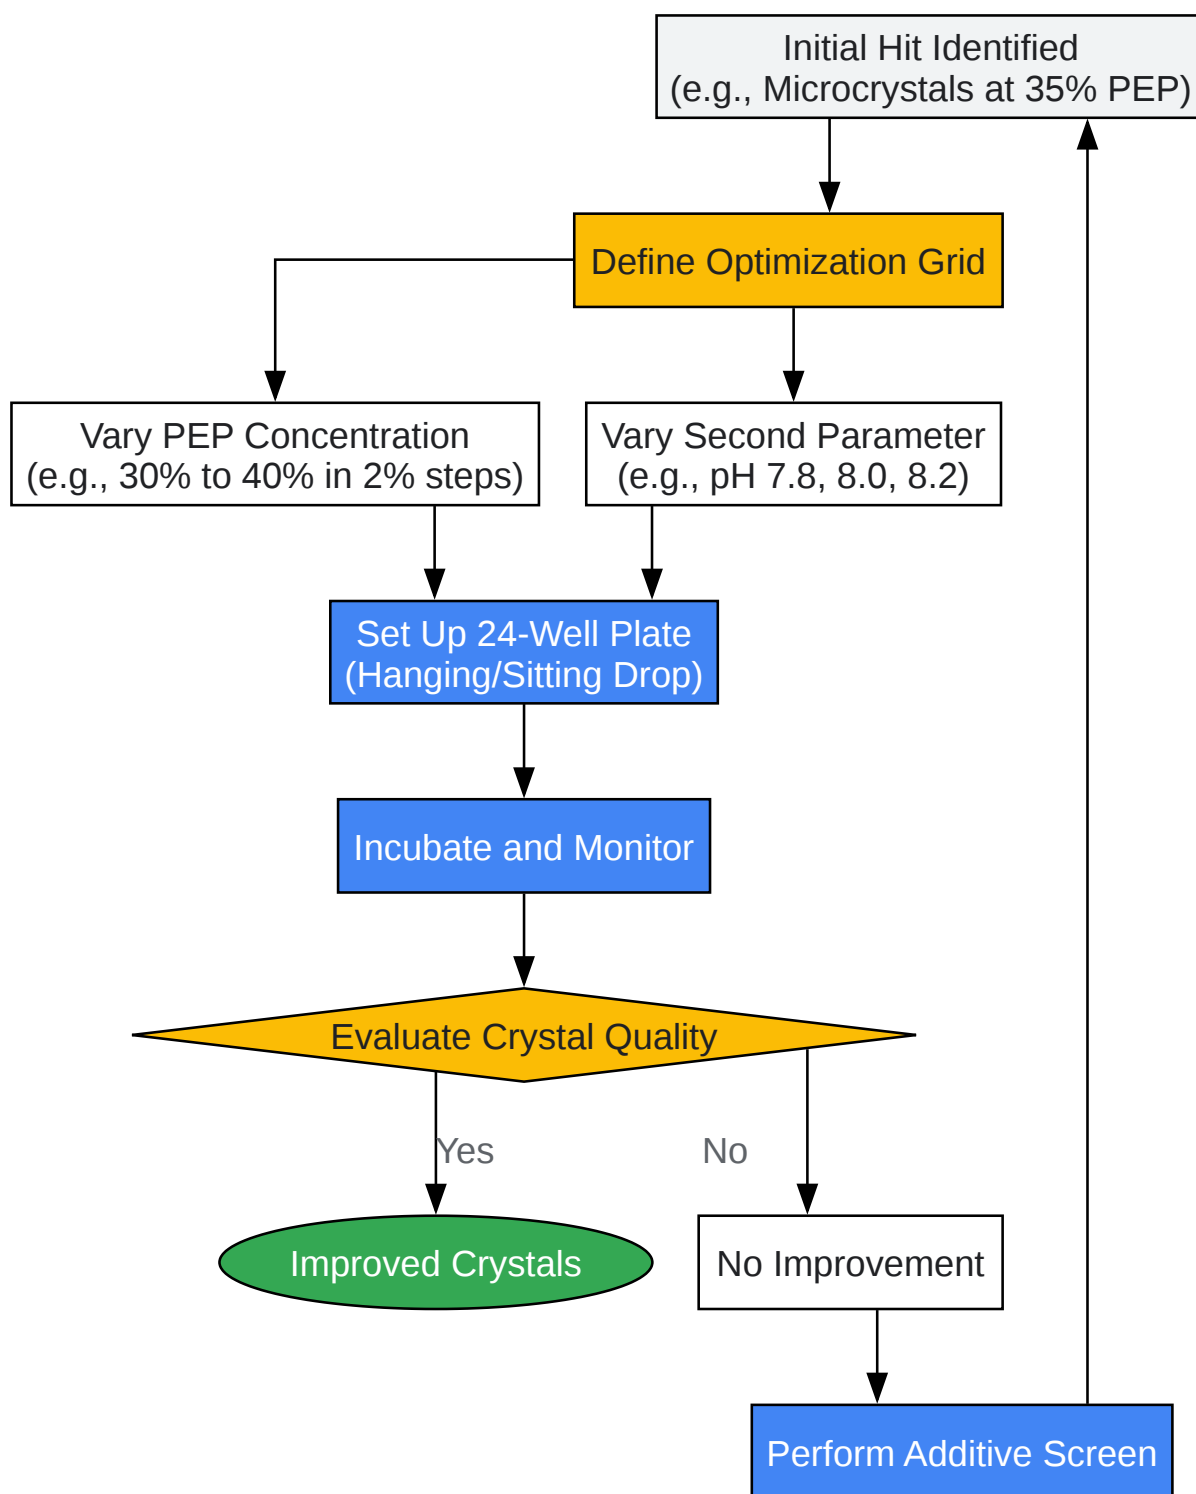 Initial Hit Identified
(e.g., Microcrystals at 35% PEP)
Define Optimization Grid
Vary PEP Concentration
(e.g., 30% to 40% in 2% steps)
Vary Second Parameter
(e.g., pH 7.8, 8.0, 8.2)
Set Up 24-Well Plate
(Hanging/Sitting Drop)
Incubate and Monitor
Evaluate Crystal Quality
Yes
No
Improved Crystals
No Improvement
Perform Additive Screen